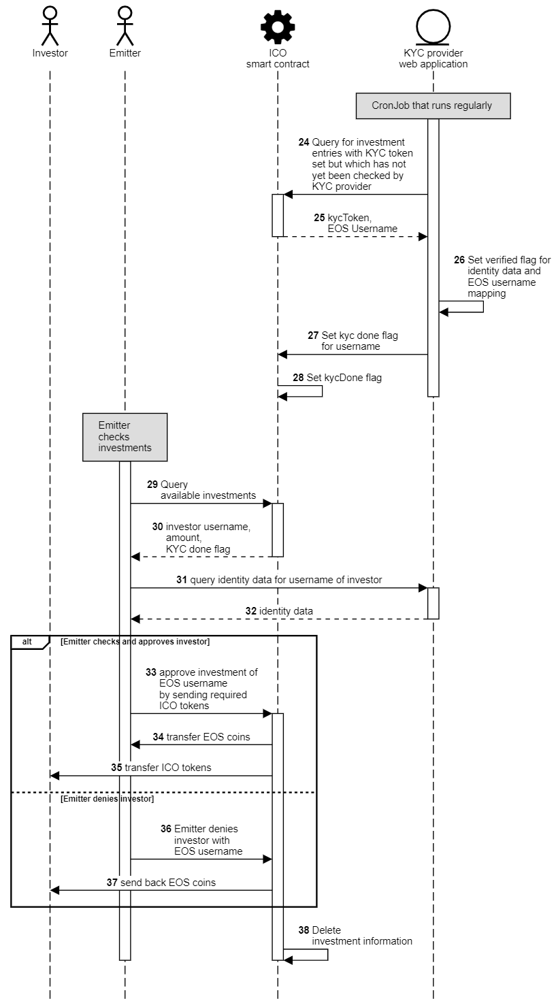 Investor
Emitter
ICO
smart contract
KYC provider
web application
CronJob that runs regularly
24 Query for investment
entries with KYC token
set but which has not
yet been checked by
KYC provider
25 kycToken,
EOS Username
26 Set verified flag for
identity data and
EOS username
mapping
27 Set kyc done flag
for username
28 Set kycDone flag
Emitter
checks
investments
29 Query
available investments
30 investor username,
amount,
KYC done flag
31 query identity data for username of investor
32 identity data
alt
[Emitter checks and approves investor]
33 approve investment of
EOS username
by sending required
ICO tokens
34 transfer EOS coins
35 transfer ICO tokens
[Emitter denies investor]
36 Emitter denies
investor with
EOS username
37 send back EOS coins
38 Delete
investment information